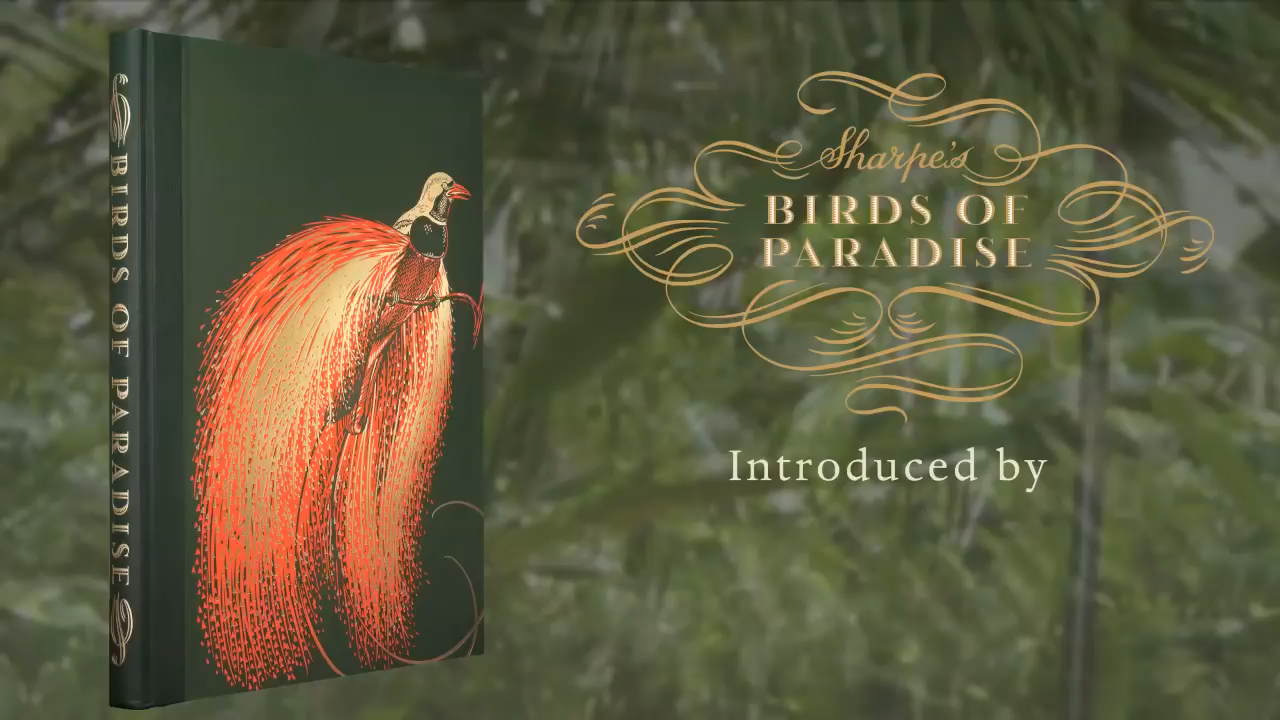 BIRDS OF PARADISE
Sharpe's
BIRDS OF
PARADISE
Introduced by